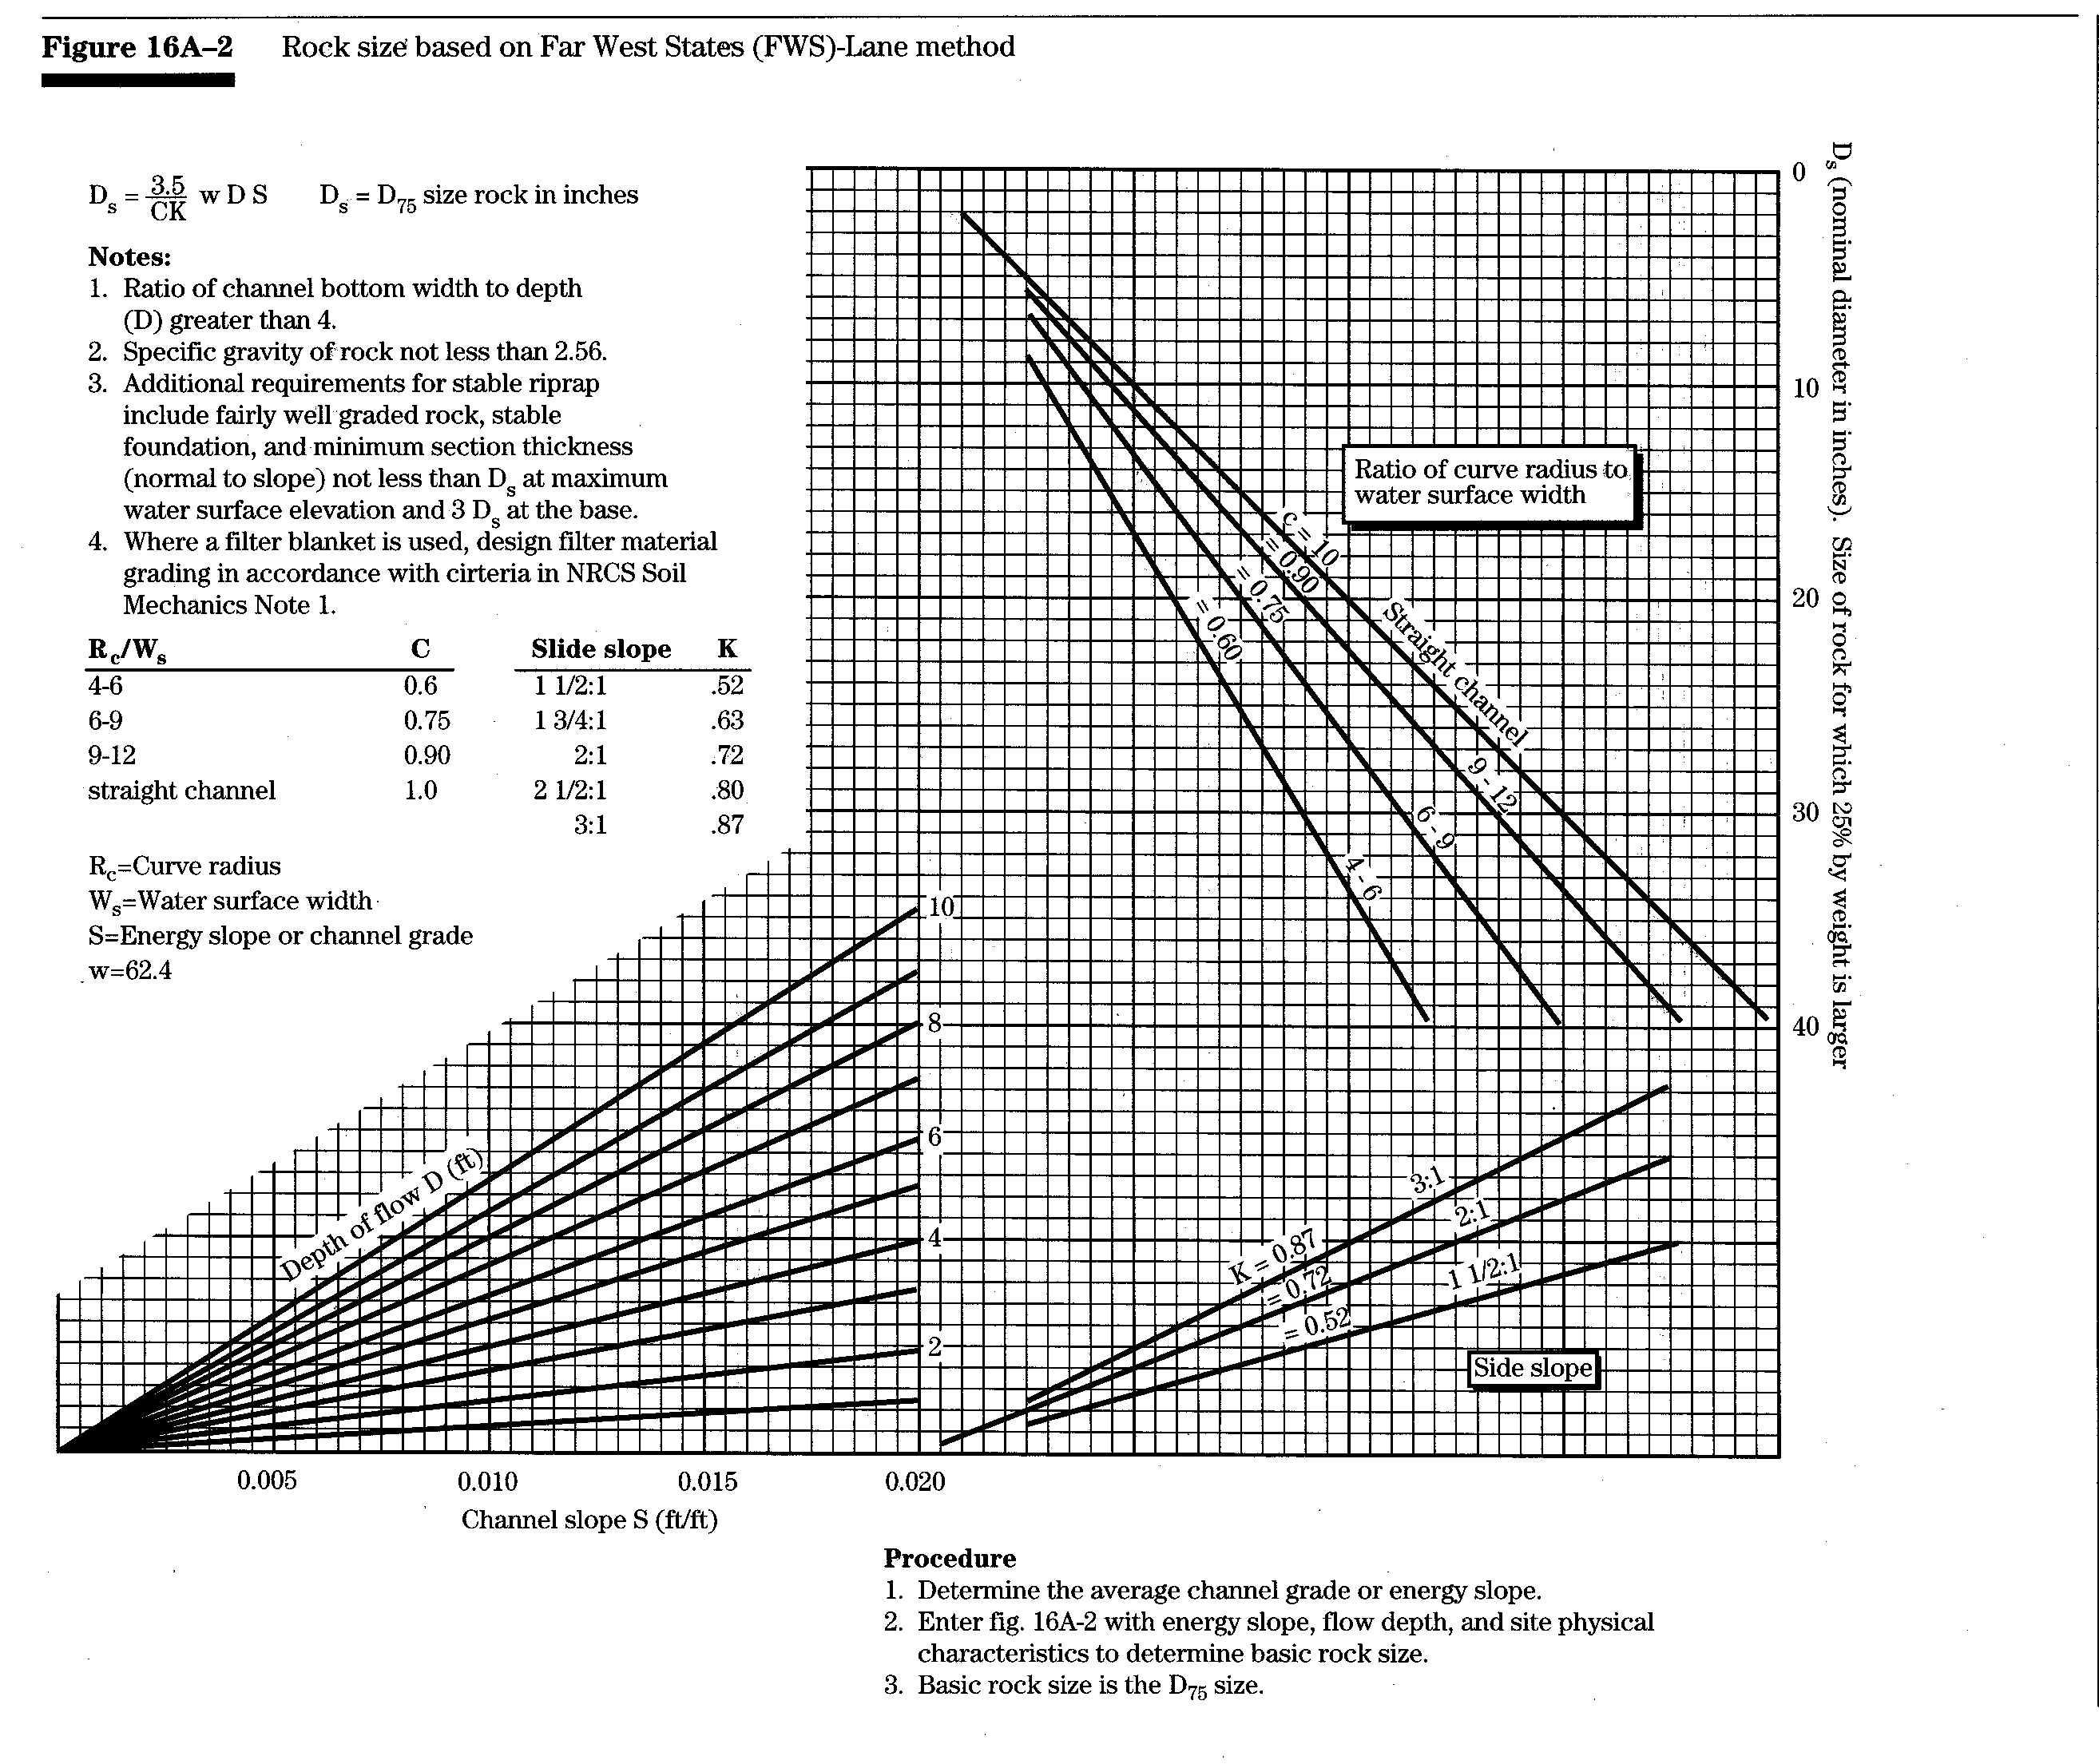 Figure 16A–2 Rock size based on Far West States (FWS)-Lane method
D_s = 3.5/CK w D S D_s = D_75 size rock in inches
Notes:
1. Ratio of channel bottom width to depth
(D) greater than 4.
2. Specific gravity of rock not less than 2.56.
3. Additional requirements for stable riprap
include fairly well graded rock, stable
foundation, and minimum section thickness
(normal to slope) not less than D_s at maximum
water surface elevation and 3 D_s at the base.
4. Where a filter blanket is used, design filter material
grading in accordance with cirteria in NRCS Soil
Mechanics Note 1.
R_c/W_s C Slide slope K
4-6 0.6 1 1/2:1 .52
6-9 0.75 1 3/4:1 .63
9-12 0.90 2:1 .72
straight channel 1.0 2 1/2:1 .80
3:1 .87
R_c=Curve radius
W_s=Water surface width
S=Energy slope or channel grade
w=62.4
0
10
20
30
40
D_s (nominal diameter in inches). Size of rock for which 25% by weight is larger
Ratio of curve radius to
water surface width
c = 10
= 0.90
= 0.75
= 0.60
Straight channel
9 - 12
6 - 9
4 - 6
10
8
6
4
2
Depth of flow D (ft)
3:1
2:1
1 1/2:1
K = 0.87
= 0.72
= 0.52
Side slope
0.005 0.010 0.015 0.020
Channel slope S (ft/ft)
Procedure
1. Determine the average channel grade or energy slope.
2. Enter fig. 16A-2 with energy slope, flow depth, and site physical
characteristics to determine basic rock size.
3. Basic rock size is the D_75 size.